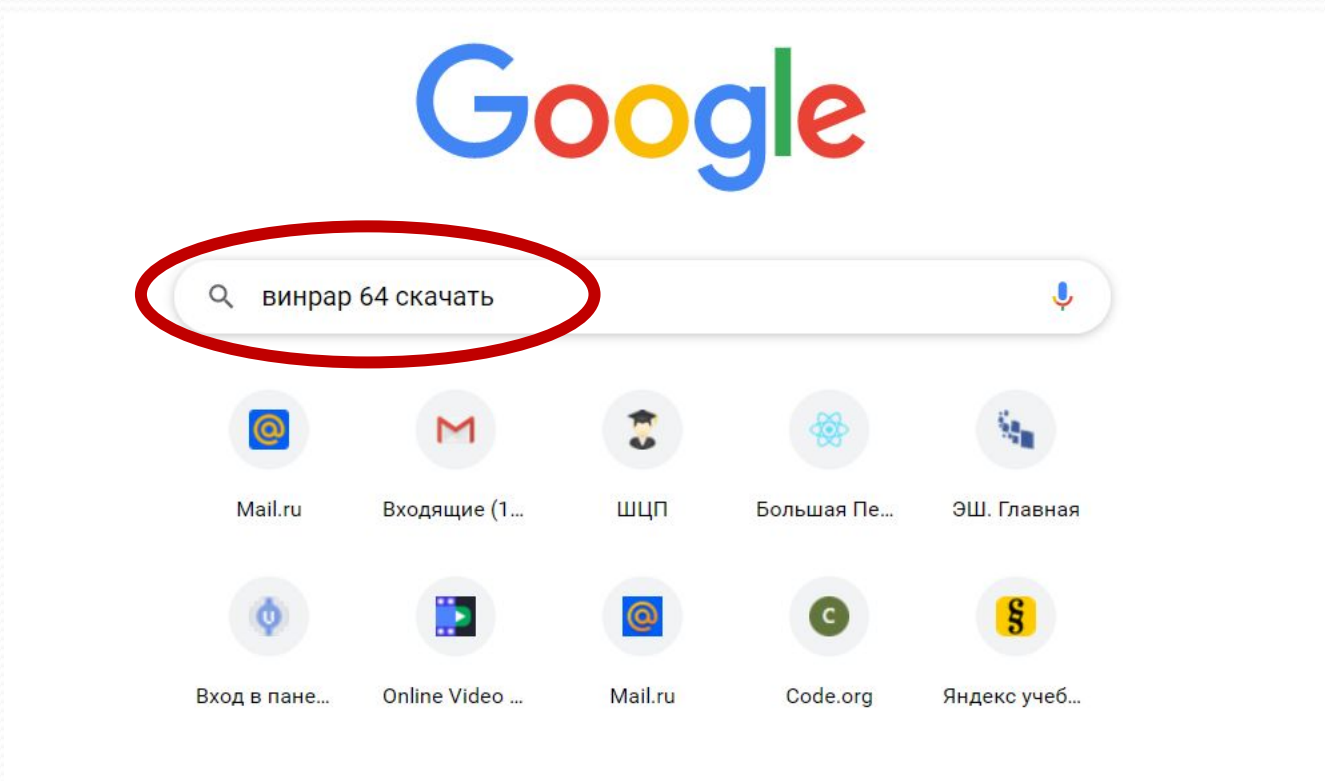 Google
винрар 64 скачать
Mail.ru
Входящие (1...
ШЦП
Большая Пе...
ЭШ. Главная
U
C
§
Вход в пане...
Online Video ...
Mail.ru
Code.org
Яндекс учеб...